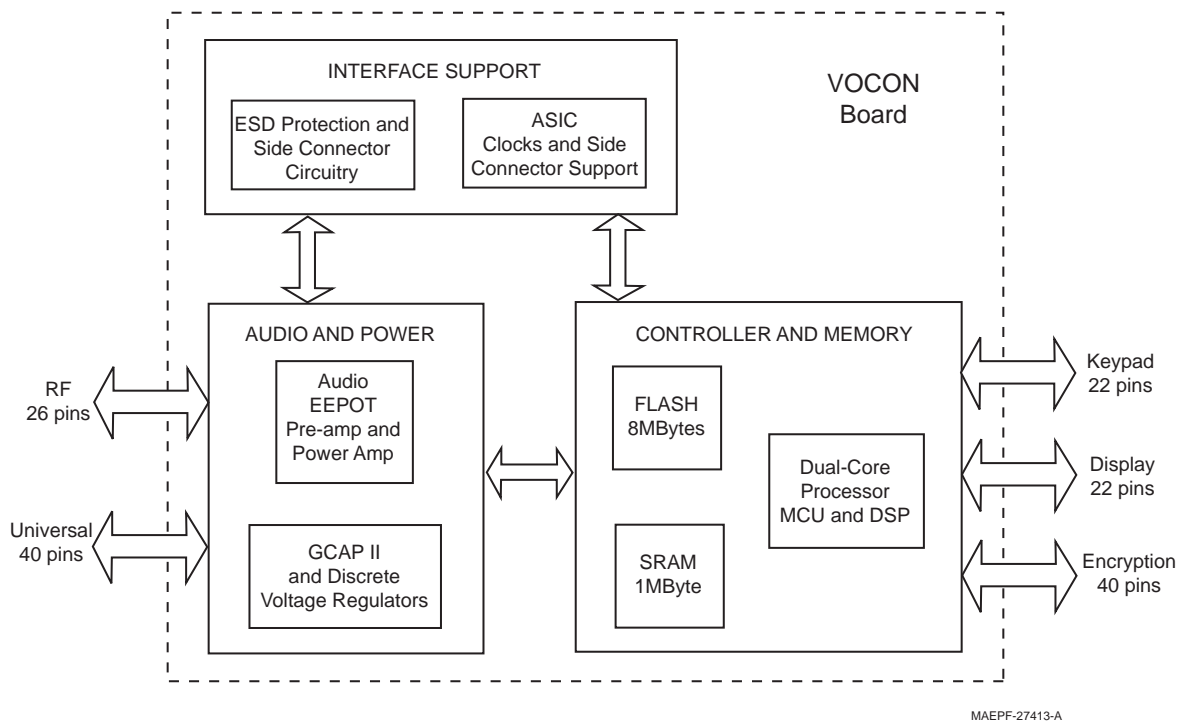 INTERFACE SUPPORT
VOCON
Board
ESD Protection and
Side Connector
Circuitry
ASIC
Clocks and Side
Connector Support
AUDIO AND POWER
Audio
EEPOT
Pre-amp and
Power Amp
GCAP II
and Discrete
Voltage Regulators
CONTROLLER AND MEMORY
FLASH
8MBytes
Dual-Core
Processor
MCU and DSP
SRAM
1MByte
RF
26 pins
Universal
40 pins
Keypad
22 pins
Display
22 pins
Encryption
40 pins
MAEPF-27413-A